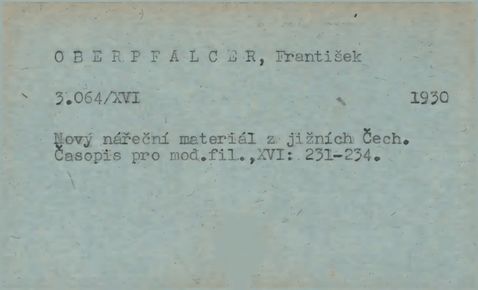 O B E R P F A L C E R, František
3.064/XVI 1930
Nový nářeční materiál z jižních Čech.
Časopis pro mod.fil.,XVI: 231-234.